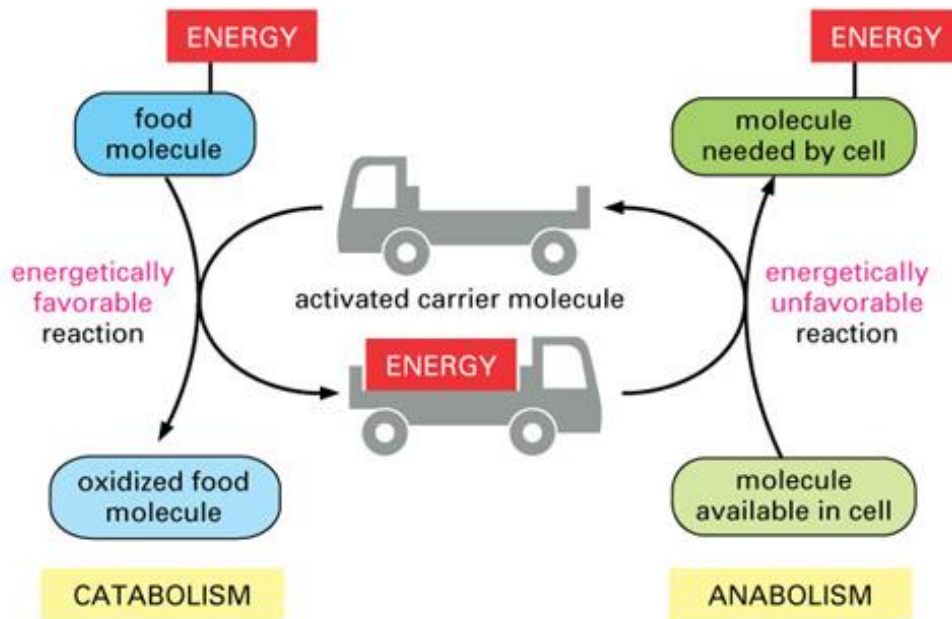 ENERGY
ENERGY
food
molecule
molecule
needed by cell
energetically
favorable
reaction
activated carrier molecule
energetically
unfavorable
reaction
ENERGY
oxidized food
molecule
molecule
available in cell
CATABOLISM
ANABOLISM